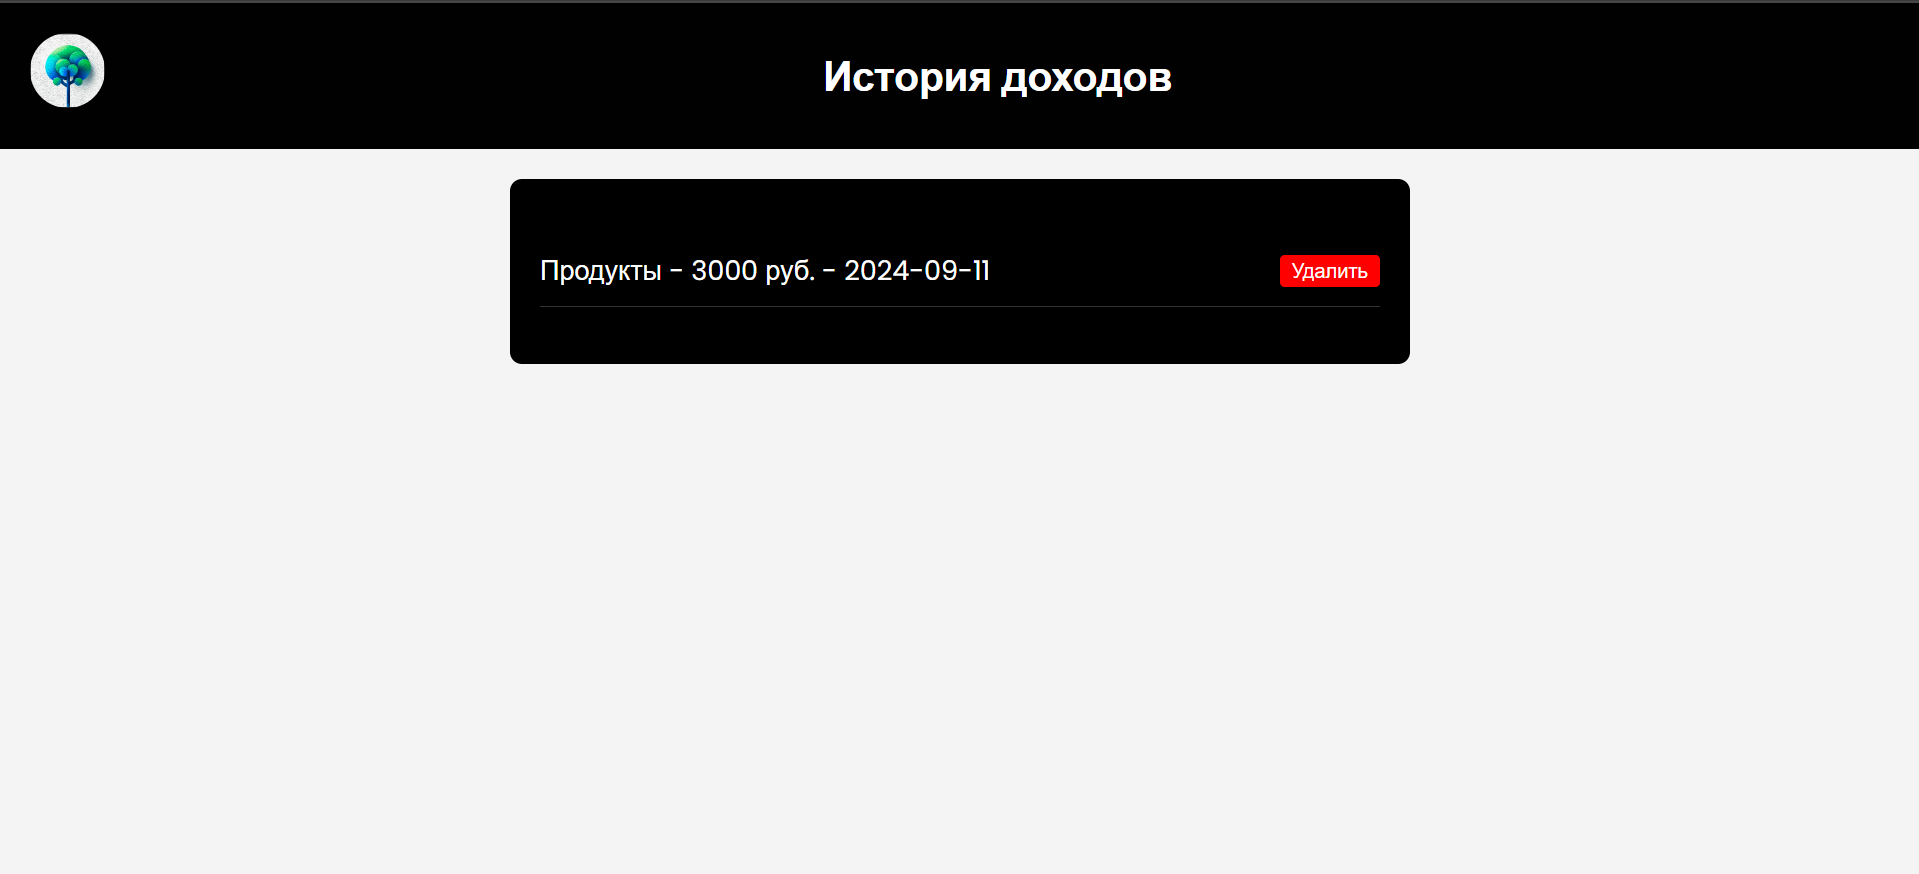 История доходов
Продукты - 3000 руб. - 2024-09-11
Удалить